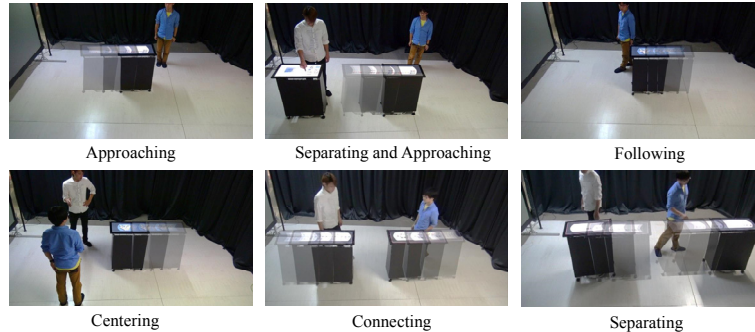 Approaching
Separating and Approaching
Following
Centering
Connecting
Separating